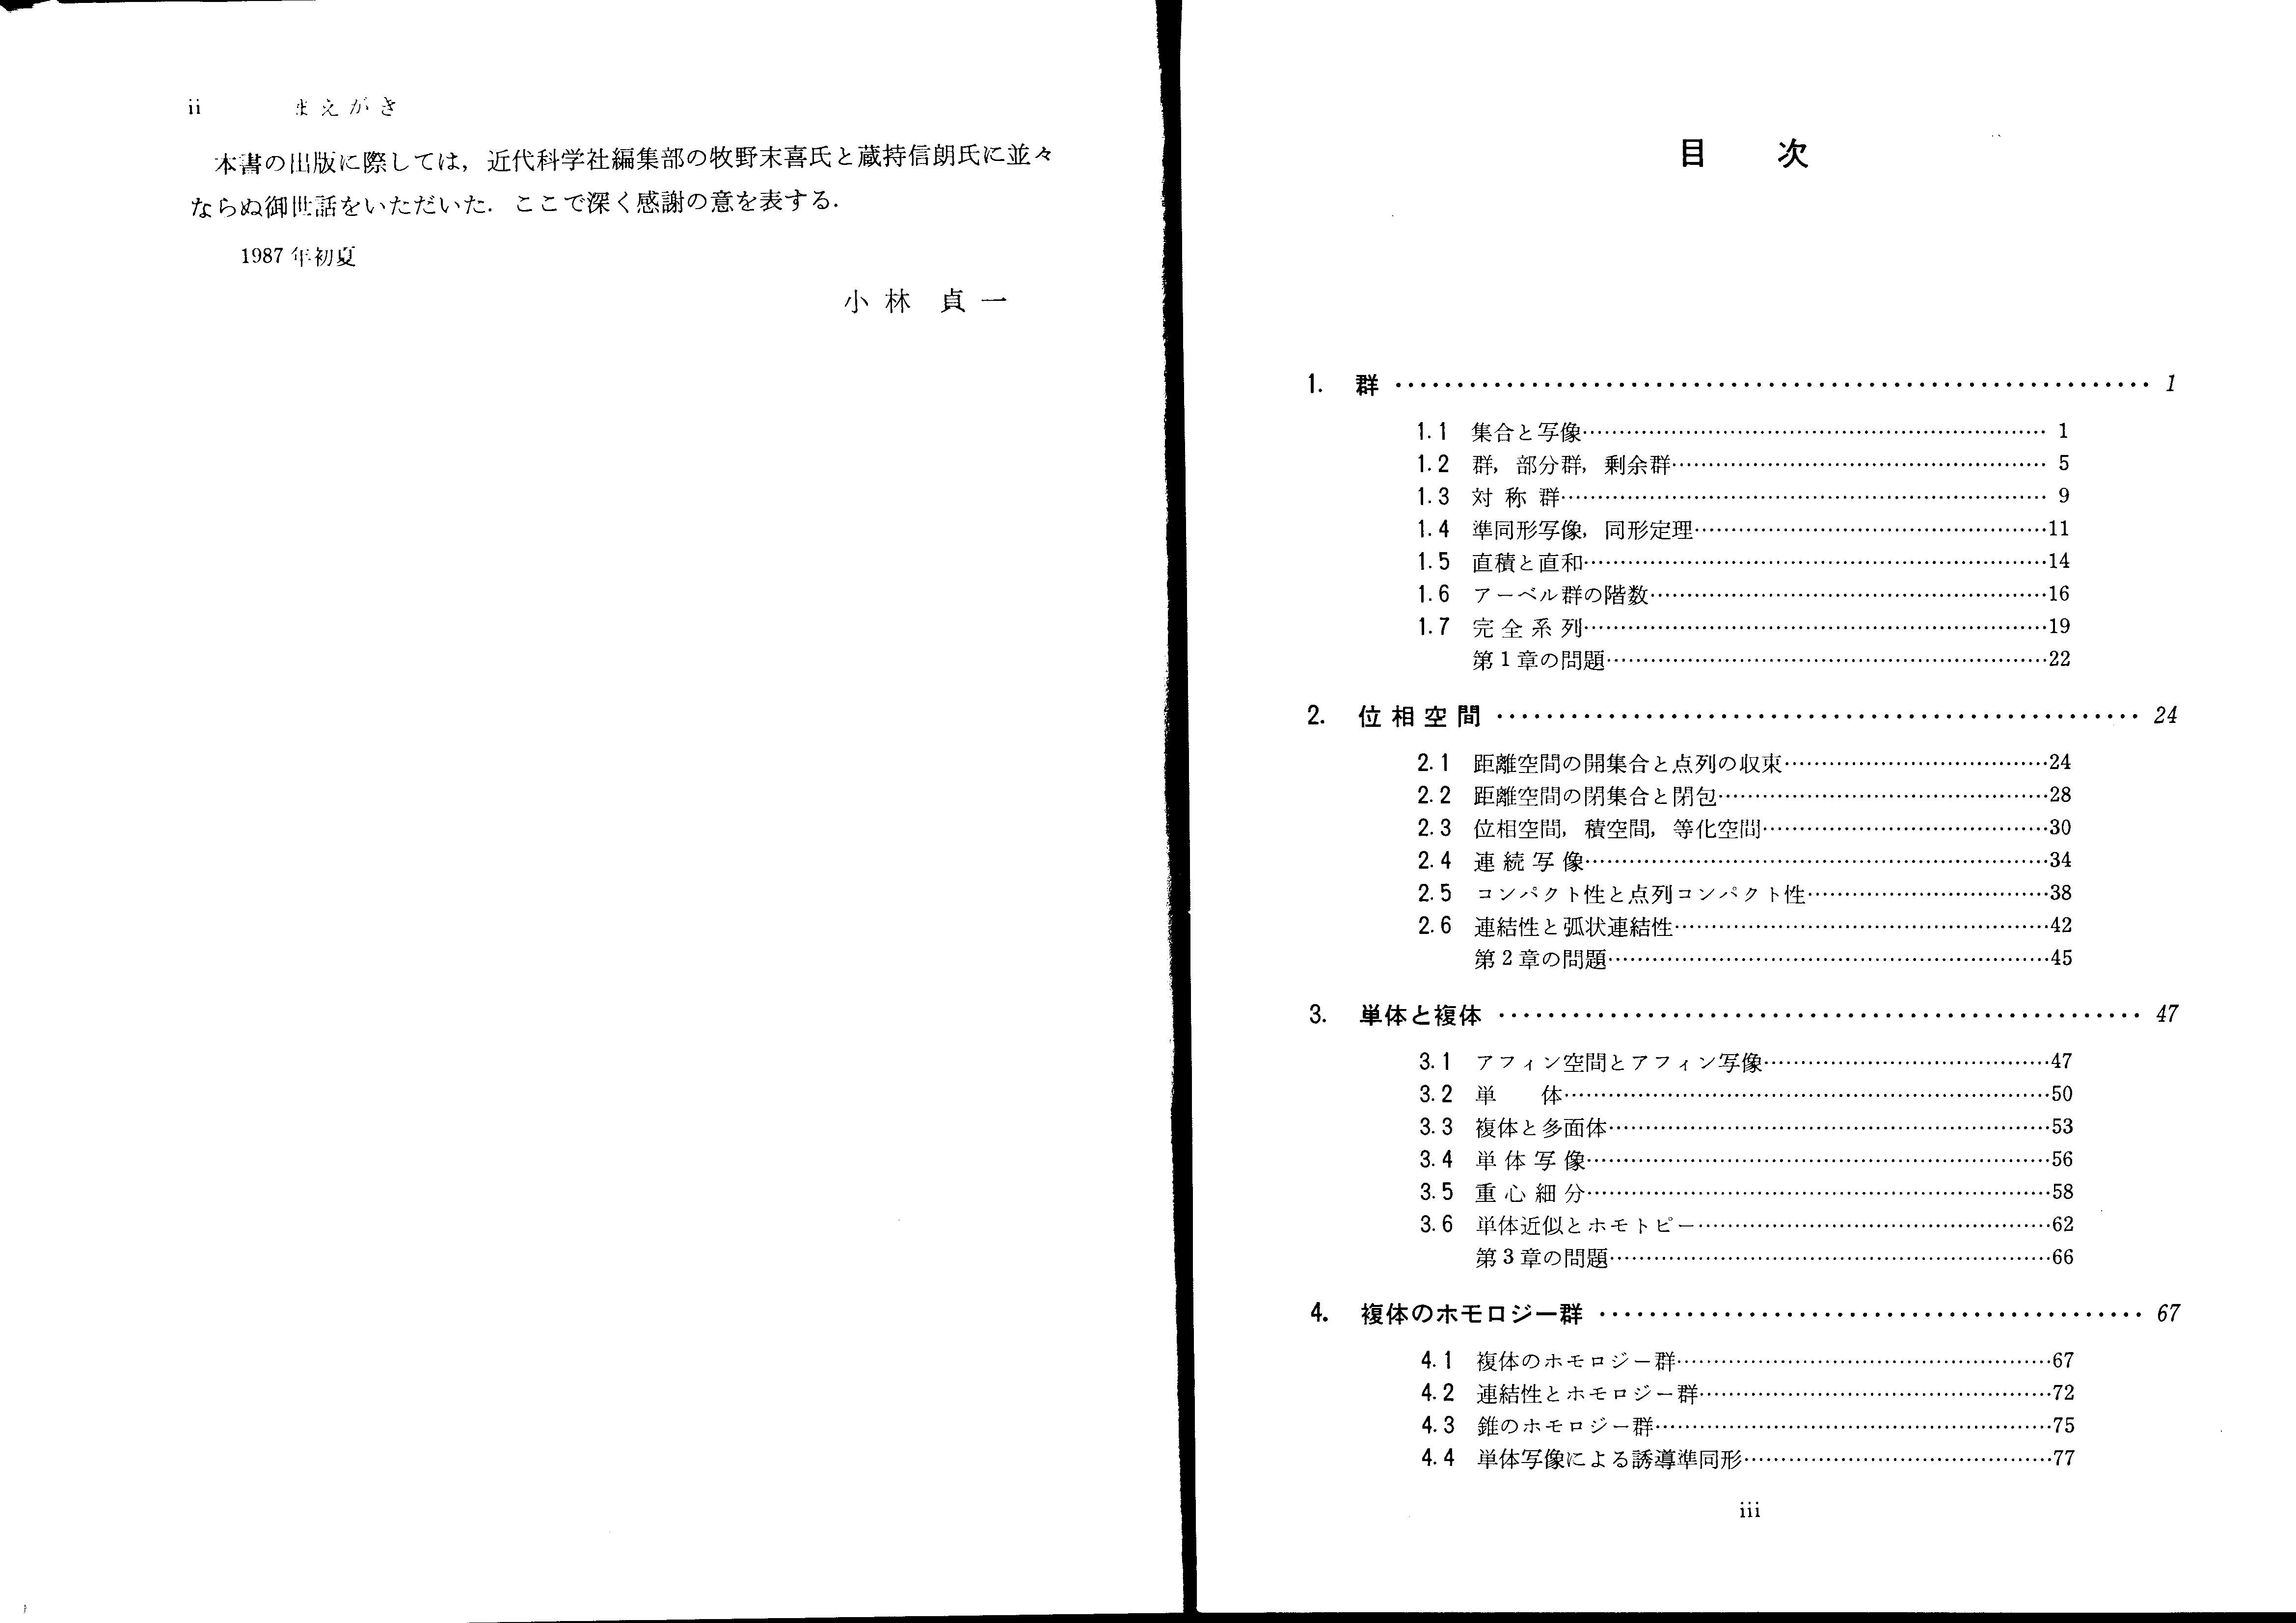 ii まえがき
本書の出版に際しては，近代科学社編集部の牧野末喜氏と蔵持信朗氏に並々
ならぬ御世話をいただいた．ここで深く感謝の意を表する．
1987 年初夏
小 林 貞 一
目 次
1. 群 ………… 1
1.1 集合と写像………… 1
1.2 群，部分群，剰余群………… 5
1.3 対 称 群………… 9
1.4 準同形写像，同形定理…………11
1.5 直積と直和…………14
1.6 アーベル群の階数…………16
1.7 完 全 系 列…………19
第 1 章の問題…………22
2. 位 相 空 間 ………… 24
2.1 距離空間の開集合と点列の収束…………24
2.2 距離空間の閉集合と閉包…………28
2.3 位相空間，積空間，等化空間…………30
2.4 連 続 写 像…………34
2.5 コンパクト性と点列コンパクト性…………38
2.6 連結性と弧状連結性…………42
第 2 章の問題…………45
3. 単体と複体 ………… 47
3.1 アフィン空間とアフィン写像…………47
3.2 単 体…………50
3.3 複体と多面体…………53
3.4 単 体 写 像…………56
3.5 重 心 細 分…………58
3.6 単体近似とホモトピー…………62
第 3 章の問題…………66
4. 複体のホモロジー群 ………… 67
4.1 複体のホモロジー群…………67
4.2 連結性とホモロジー群…………72
4.3 錐のホモロジー群…………75
4.4 単体写像による誘導準同形…………77
iii